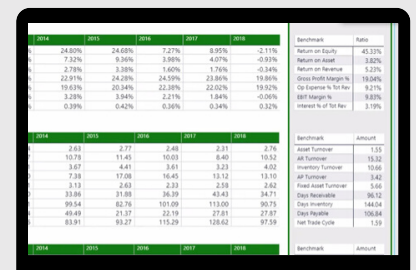 2014 2015 2016 2017 2018 Benchmark Ratio
24.80% 24.68% 7.27% 8.95% -2.11% Return on Equity 45.33%
7.32% 9.36% 3.98% 4.07% -0.93% Return on Asset 3.82%
2.78% 3.38% 1.60% 1.76% -0.34% Return on Revenue 5.23%
22.91% 24.28% 24.59% 23.86% 19.86% Gross Profit Margin % 19.04%
19.63% 20.34% 22.38% 22.02% 19.92% Op Expense % Tot Rev 9.21%
3.28% 3.94% 2.21% 1.84% -0.06% EBIT Margin % 9.83%
0.39% 0.42% 0.36% 0.34% 0.32% Interest % of Tot Rev 3.19%
2014 2015 2016 2017 2018 Benchmark Amount
2.63 2.77 2.48 2.31 2.76 Asset Turnover 1.55
10.78 11.45 10.03 8.40 10.52 AR Turnover 15.32
3.67 4.41 3.61 3.23 4.02 Inventory Turnover 10.66
7.38 17.08 16.45 13.12 13.10 AP Turnover 3.42
3.13 2.63 2.33 2.58 2.62 Fixed Asset Turnover 5.66
33.86 31.88 36.39 43.43 34.71 Days Receivable 96.12
99.54 82.76 101.09 113.00 90.75 Days Inventory 144.04
49.49 21.37 22.19 27.81 27.87 Days Payable 106.84
83.91 93.27 115.29 128.62 97.59 Net Trade Cycle 1.59
2014 2015 2016 2017 2018 Benchmark Amount